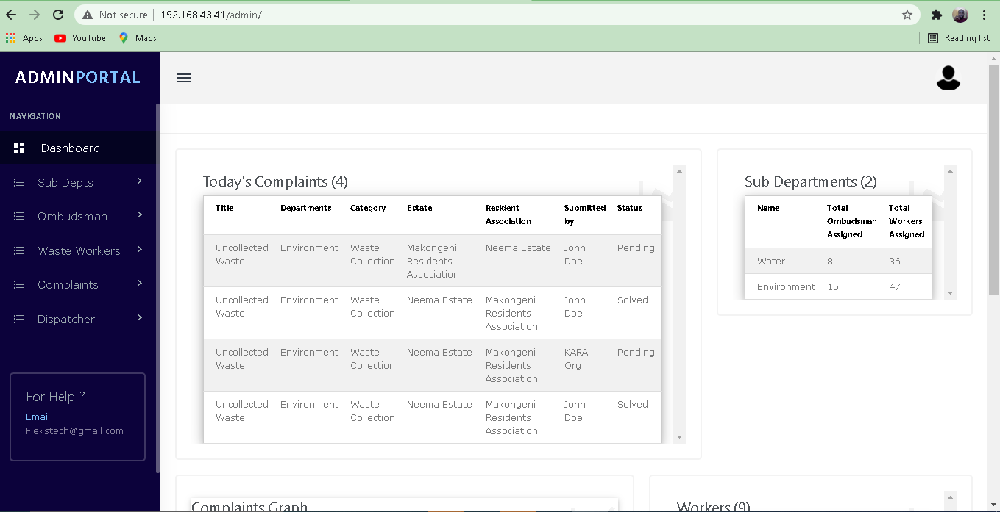 Not secure 192.168.43.41/admin/
Apps YouTube Maps Reading list
ADMINPORTAL
NAVIGATION
Dashboard
Sub Depts
Ombudsman
Waste Workers
Complaints
Dispatcher
For Help ?
Email:
Flekstech@gmail.com
Today's Complaints (4)
Title Departments Category Estate Resident Submitted Status
Association by
Uncollected Environment Waste Makongeni Neema Estate John Pending
Waste Collection Residents Doe
Association
Uncollected Environment Waste Neema Estate Makongeni John Solved
Waste Collection Residents Doe
Association
Uncollected Environment Waste Neema Estate Makongeni KARA Pending
Waste Collection Residents Org
Association
Uncollected Environment Waste Neema Estate Makongeni John Solved
Waste Collection Residents Doe
Association
Sub Departments (2)
Name Total Total
Ombudsman Workers
Assigned Assigned
Water 8 36
Environment 15 47
Complaints Graph
Workers (9)